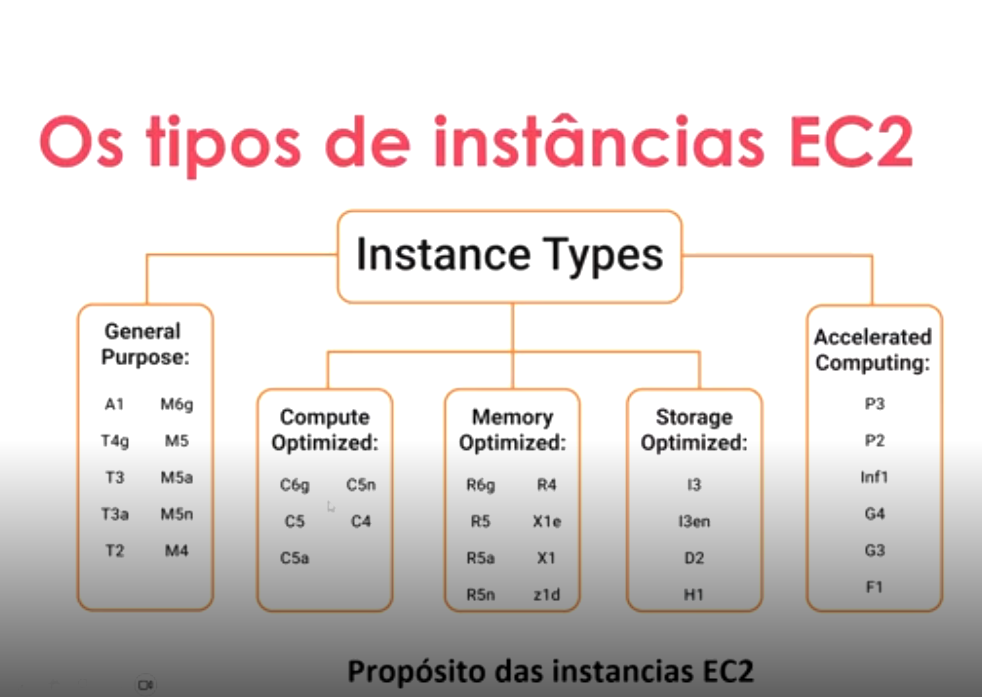 Os tipos de instâncias EC2
Instance Types
General
Purpose:
A1 M6g
T4g M5
T3 M5a
T3a M5n
T2 M4
Compute
Optimized:
C6g C5n
C5 C4
C5a
Memory
Optimized:
R6g R4
R5 X1e
R5a X1
R5n z1d
Storage
Optimized:
I3
I3en
D2
H1
Accelerated
Computing:
P3
P2
Inf1
G4
G3
F1
Propósito das instancias EC2